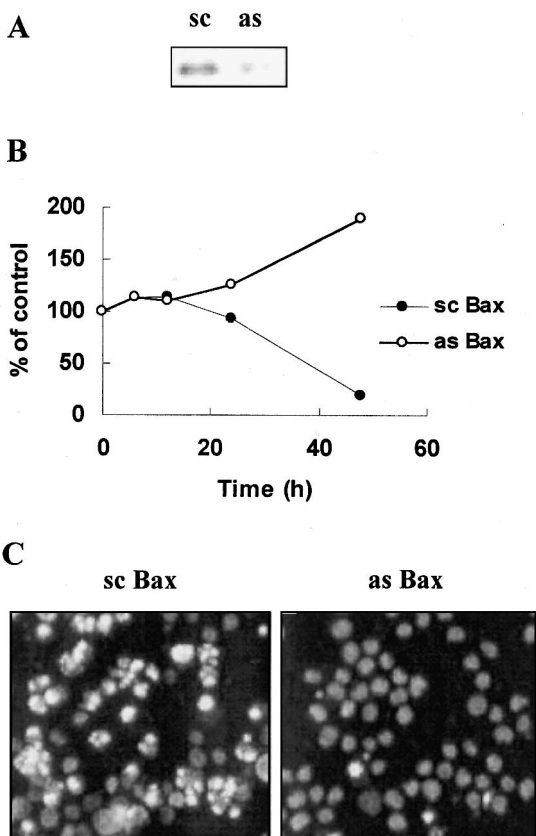 A
sc as
B
200
150
100
50
0
% of control
0 20 40 60
Time (h)
sc Bax
as Bax
C
sc Bax as Bax